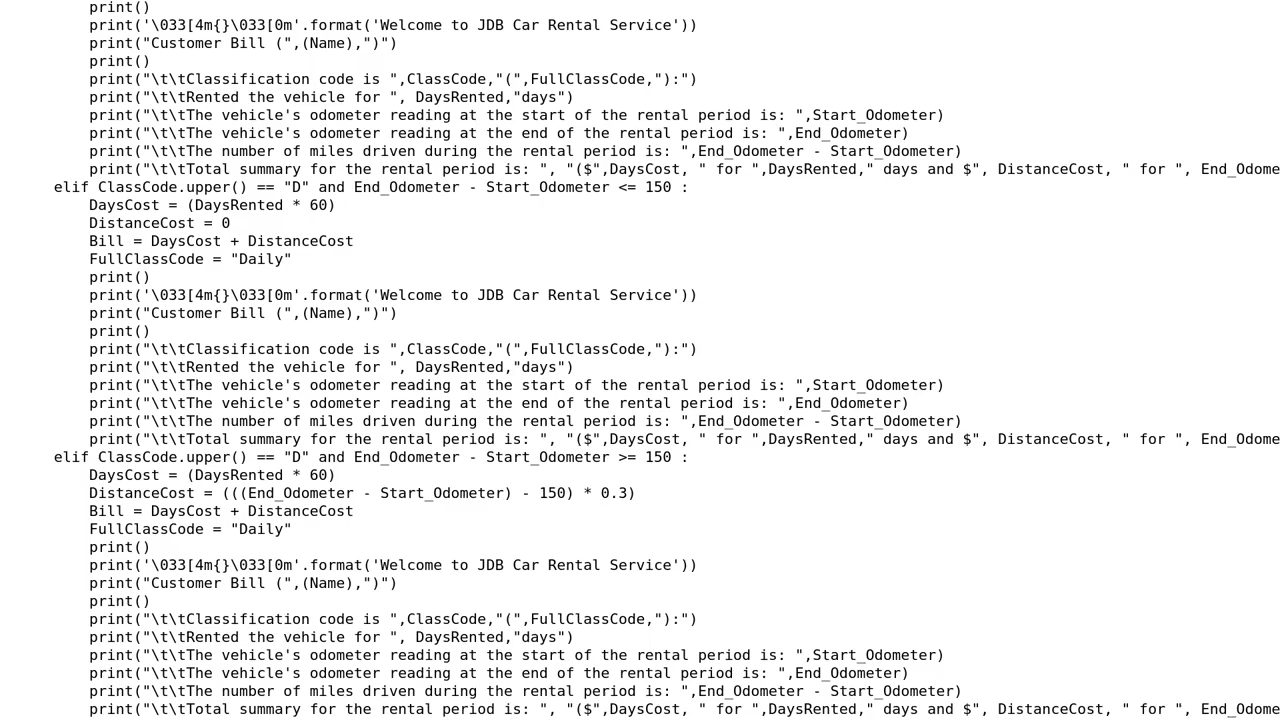 print()
print('\033[4m{}\033[0m'.format('Welcome to JDB Car Rental Service'))
print("Customer Bill (",(Name),")")
print()
print("\t\tClassification code is ",ClassCode,"(",FullClassCode,"):")
print("\t\tRented the vehicle for ", DaysRented,"days")
print("\t\tThe vehicle's odometer reading at the start of the rental period is: ",Start_Odometer)
print("\t\tThe vehicle's odometer reading at the end of the rental period is: ",End_Odometer)
print("\t\tThe number of miles driven during the rental period is: ",End_Odometer - Start_Odometer)
print("\t\tTotal summary for the rental period is: ", "($",DaysCost, " for ",DaysRented," days and $", DistanceCost, " for ", End_Odome
elif ClassCode.upper() == "D" and End_Odometer - Start_Odometer <= 150 :
DaysCost = (DaysRented * 60)
DistanceCost = 0
Bill = DaysCost + DistanceCost
FullClassCode = "Daily"
print()
print('\033[4m{}\033[0m'.format('Welcome to JDB Car Rental Service'))
print("Customer Bill (",(Name),")")
print()
print("\t\tClassification code is ",ClassCode,"(",FullClassCode,"):")
print("\t\tRented the vehicle for ", DaysRented,"days")
print("\t\tThe vehicle's odometer reading at the start of the rental period is: ",Start_Odometer)
print("\t\tThe vehicle's odometer reading at the end of the rental period is: ",End_Odometer)
print("\t\tThe number of miles driven during the rental period is: ",End_Odometer - Start_Odometer)
print("\t\tTotal summary for the rental period is: ", "($",DaysCost, " for ",DaysRented," days and $", DistanceCost, " for ", End_Odome
elif ClassCode.upper() == "D" and End_Odometer - Start_Odometer >= 150 :
DaysCost = (DaysRented * 60)
DistanceCost = (((End_Odometer - Start_Odometer) - 150) * 0.3)
Bill = DaysCost + DistanceCost
FullClassCode = "Daily"
print()
print('\033[4m{}\033[0m'.format('Welcome to JDB Car Rental Service'))
print("Customer Bill (",(Name),")")
print()
print("\t\tClassification code is ",ClassCode,"(",FullClassCode,"):")
print("\t\tRented the vehicle for ", DaysRented,"days")
print("\t\tThe vehicle's odometer reading at the start of the rental period is: ",Start_Odometer)
print("\t\tThe vehicle's odometer reading at the end of the rental period is: ",End_Odometer)
print("\t\tThe number of miles driven during the rental period is: ",End_Odometer - Start_Odometer)
print("\t\tTotal summary for the rental period is: ", "($",DaysCost, " for ",DaysRented," days and $", DistanceCost, " for ", End_Odome